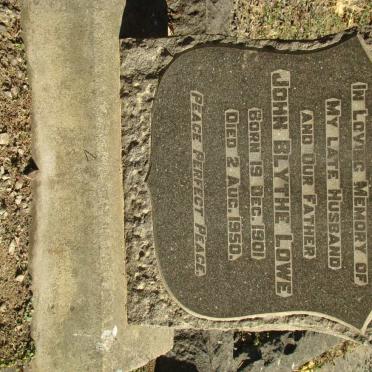 IN LOVING MEMORY OF
MY LATE HUSBAND
AND OUR FATHER
JOHN BLYTHE LOWE
BORN 19 DEC. 1901
DIED 2 AUG. 1950.
PEACE PERFECT PEACE